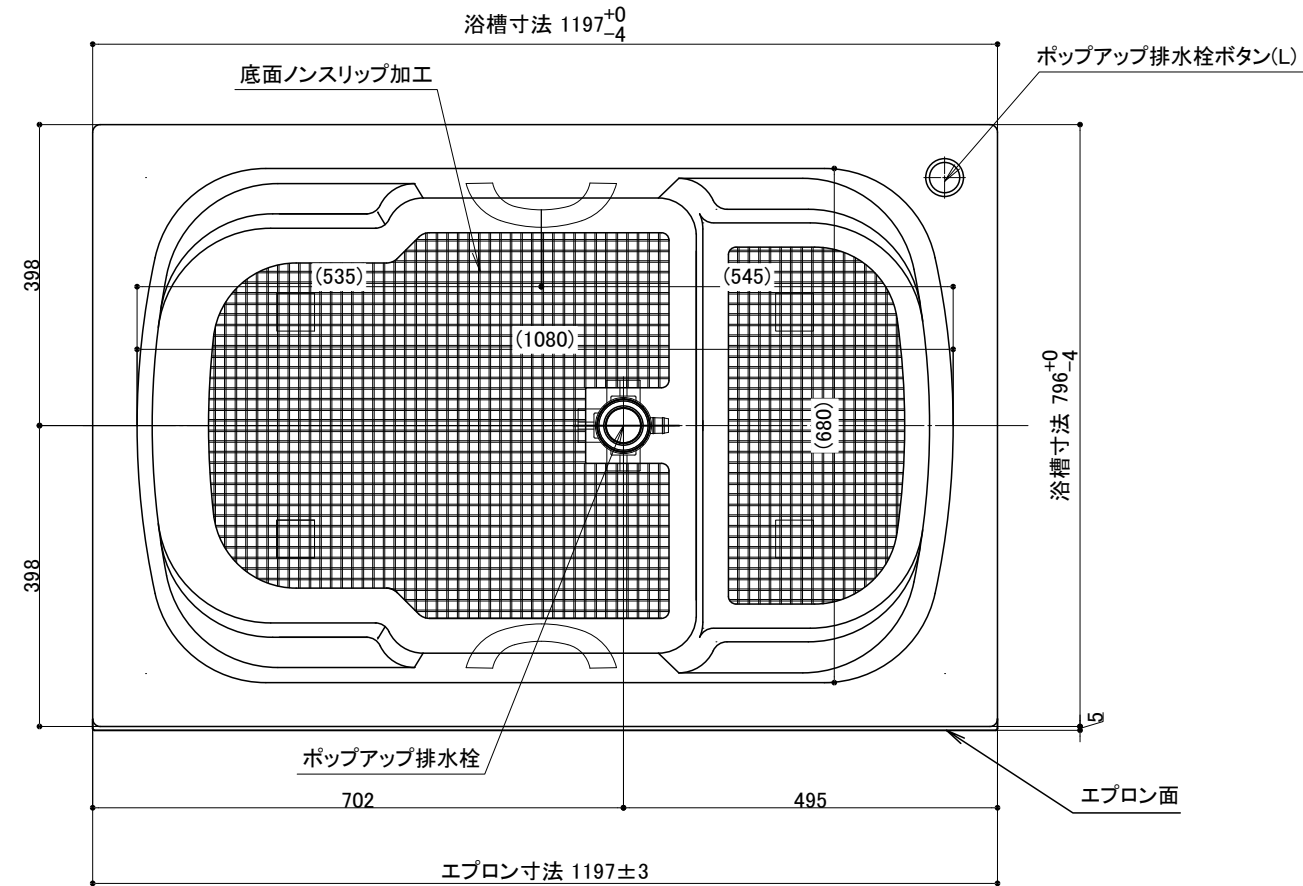 浴槽寸法 1197+0-4
ポップアップ排水栓ボタン(L)
底面ノンスリップ加工
398
(535)
(545)
(1080)
浴槽寸法 796+0-4
(680)
398
5
ポップアップ排水栓
702
495
エプロン面
エプロン寸法 1197±3